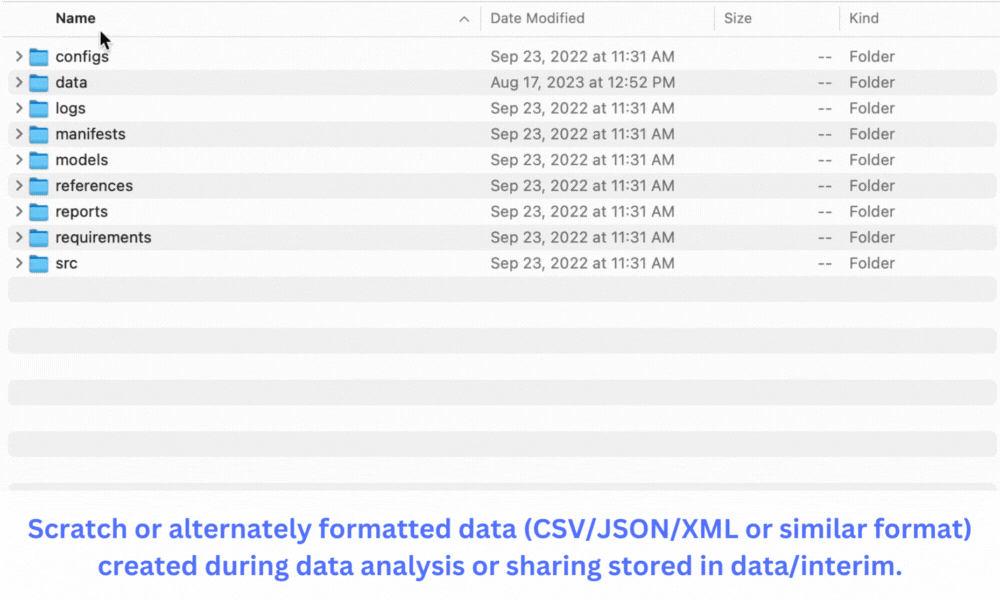 Name Date Modified Size Kind
configs Sep 23, 2022 at 11:31 AM -- Folder
data Aug 17, 2023 at 12:52 PM -- Folder
logs Sep 23, 2022 at 11:31 AM -- Folder
manifests Sep 23, 2022 at 11:31 AM -- Folder
models Sep 23, 2022 at 11:31 AM -- Folder
references Sep 23, 2022 at 11:31 AM -- Folder
reports Sep 23, 2022 at 11:31 AM -- Folder
requirements Sep 23, 2022 at 11:31 AM -- Folder
src Sep 23, 2022 at 11:31 AM -- Folder
Scratch or alternately formatted data (CSV/JSON/XML or similar format)
created during data analysis or sharing stored in data/interim.